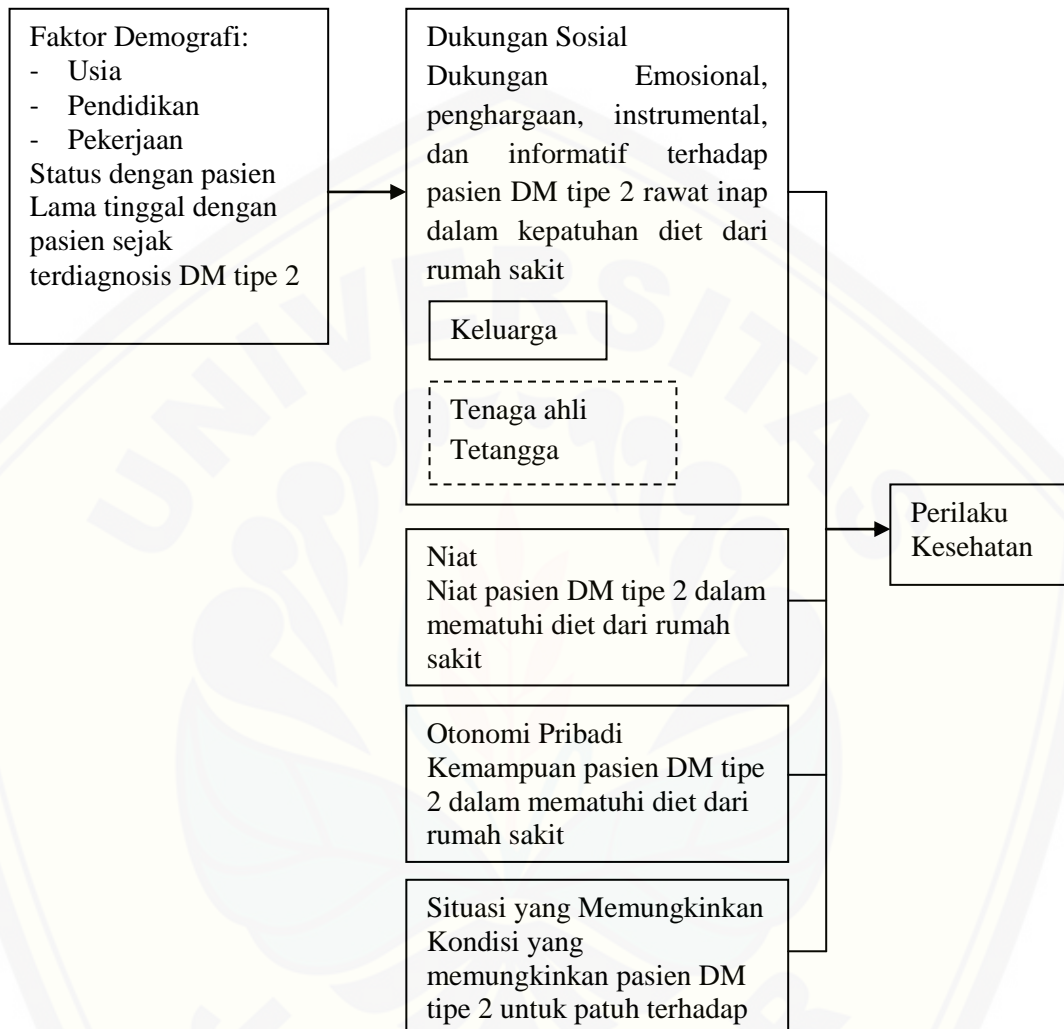 Faktor Demografi:
- Usia
- Pendidikan
- Pekerjaan
Status dengan pasien
Lama tinggal dengan
pasien sejak
terdiagnosis DM tipe 2
Dukungan Sosial
Dukungan Emosional,
penghargaan, instrumental,
dan informatif terhadap
pasien DM tipe 2 rawat inap
dalam kepatuhan diet dari
rumah sakit
Keluarga
Tenaga ahli
Tetangga
Niat
Niat pasien DM tipe 2 dalam
mematuhi diet dari rumah
sakit
Otonomi Pribadi
Kemampuan pasien DM tipe
2 dalam mematuhi diet dari
rumah sakit
Situasi yang Memungkinkan
Kondisi yang
memungkinkan pasien DM
tipe 2 untuk patuh terhadap
Perilaku
Kesehatan
UNIVERSITAS